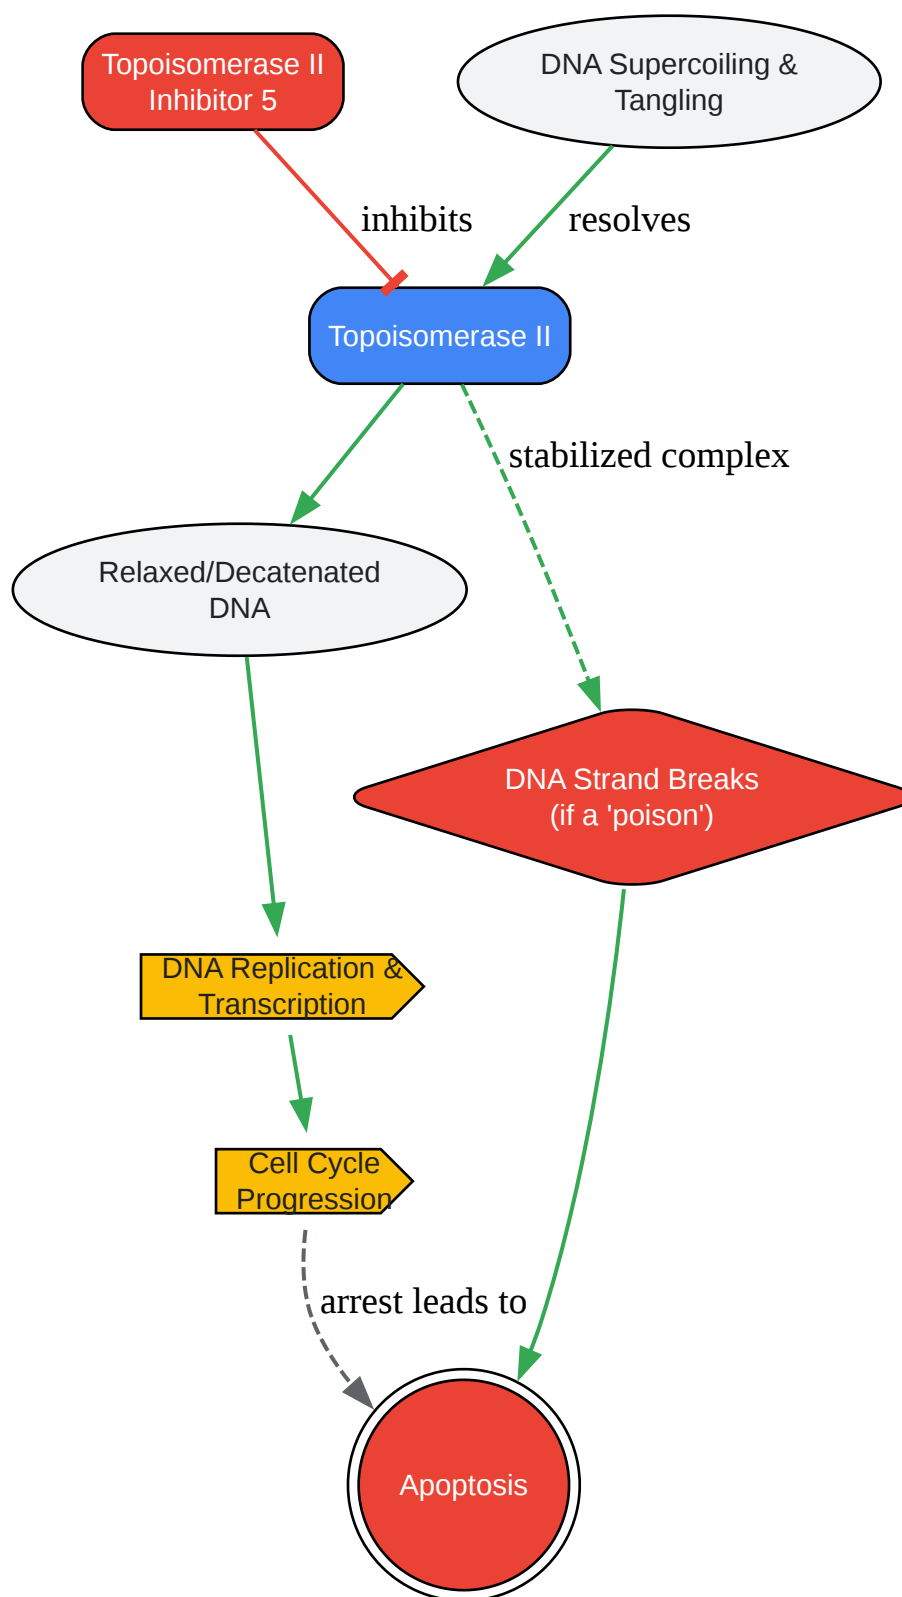 Topoisomerase II
Inhibitor 5
DNA Supercoiling &
Tangling
inhibits
resolves
Topoisomerase II
stabilized complex
Relaxed/Decatenated
DNA
DNA Strand Breaks
(if a 'poison')
DNA Replication &
Transcription
Cell Cycle
Progression
arrest leads to
Apoptosis